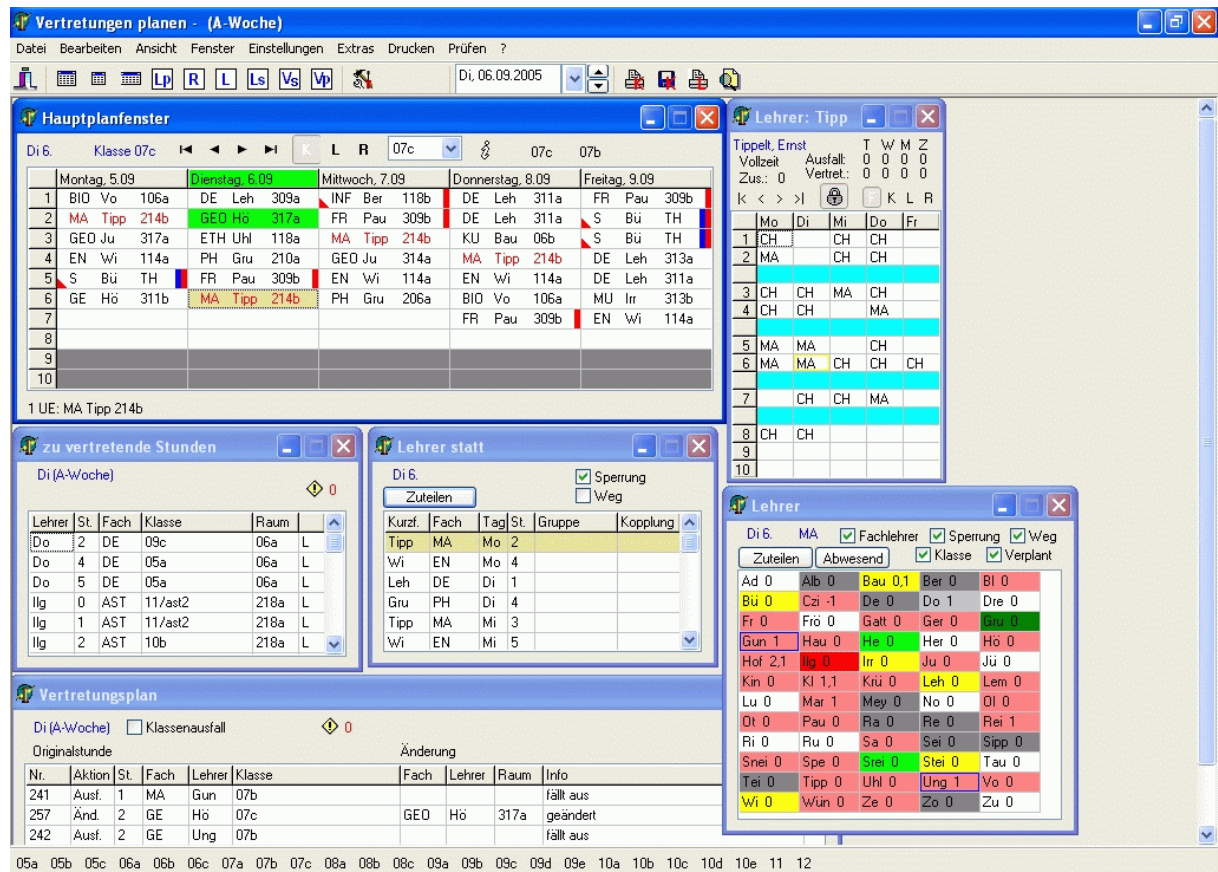 Vertretungen planen - (A-Woche)
Datei Bearbeiten Ansicht Fenster Einstellungen Extras Drucken Prüfen ?
Lp R L Ls Vs Vp Di, 06.09.2005
Hauptplanfenster
Di 6. Klasse 07c K L R 07c 07c 07b
Montag, 5.09 Dienstag, 6.09 Mittwoch, 7.09 Donnerstag, 8.09 Freitag, 9.09
1 BIO Vo 106a DE Leh 309a INF Ber 118b DE Leh 311a FR Pau 309b
2 MA Tipp 214b GEO Hö 317a FR Pau 309b DE Leh 311a S Bü TH
3 GEO Ju 317a ETH Uhl 118a MA Tipp 214b KU Bau 06b S Bü TH
4 EN Wi 114a PH Gru 210a GEO Ju 314a MA Tipp 214b DE Leh 313a
5 S Bü TH FR Pau 309b EN Wi 114a EN Wi 114a DE Leh 311a
6 GE Hö 311b MA Tipp 214b PH Gru 206a BIO Vo 106a MU Irr 313b
7 FR Pau 309b EN Wi 114a
8
9
10
1 UE: MA Tipp 214b
Lehrer: Tipp
Tippelt, Ernst T W M Z
Vollzeit Ausfall: 0 0 0 0
Zus.: 0 Vertret.: 0 0 0 0
|< < > >| F K L R
Mo Di Mi Do Fr
1 CH CH CH
2 MA CH CH
3 CH CH MA CH
4 CH CH MA
5 MA MA CH
6 MA MA CH CH CH
7 CH CH MA
8 CH CH
9
10
zu vertretende Stunden
Di (A-Woche)
0
Lehrer St. Fach Klasse Raum
Do 2 DE 09c 06a L
Do 4 DE 05a 06a L
Do 5 DE 05a 06a L
Ilg 0 AST 11/ast2 218a L
Ilg 1 AST 11/ast2 218a L
Ilg 2 AST 10b 218a L
Lehrer statt
Di 6. Sperrung
Zuteilen Weg
Kurzf. Fach Tag St. Gruppe Kopplung
Tipp MA Mo 2
Wi EN Mo 4
Leh DE Di 1
Gru PH Di 4
Tipp MA Mi 3
Wi EN Mi 5
Lehrer
Di 6. MA Fachlehrer Sperrung Weg
Zuteilen Abwesend Klasse Verplant
Ad 0 Alb 0 Bau 0,1 Ber 0 Bl 0
Bü 0 Czi -1 De 0 Do 1 Dre 0
Fr 0 Frö 0 Gatt 0 Ger 0 Gru 0
Gun 1 Hau 0 He 0 Her 0 Hö 0
Hof 2,1 Ilg 0 Irr 0 Ju 0 Jü 0
Kin 0 Kl 1,1 Krü 0 Leh 0 Lem 0
Lu 0 Mar 1 Mey 0 No 0 Ol 0
Ot 0 Pau 0 Ra 0 Re 0 Rei 1
Ri 0 Ru 0 Sa 0 Sei 0 Sipp 0
Snei 0 Spe 0 Srei 0 Stei 0 Tau 0
Tei 0 Tipp 0 Uhl 0 Ung 1 Vo 0
Wi 0 Wün 0 Ze 0 Zo 0 Zu 0
Vertretungsplan
Di (A-Woche) Klassenausfall 0
Originalstunde Änderung
Nr. Aktion St. Fach Lehrer Klasse Fach Lehrer Raum Info
241 Ausf. 1 MA Gun 07b fällt aus
257 Änd. 2 GE Hö 07c GEO Hö 317a geändert
242 Ausf. 2 GE Ung 07b fällt aus
05a 05b 05c 06a 06b 06c 07a 07b 07c 08a 08b 08c 09a 09b 09c 09d 09e 10a 10b 10c 10d 10e 11 12